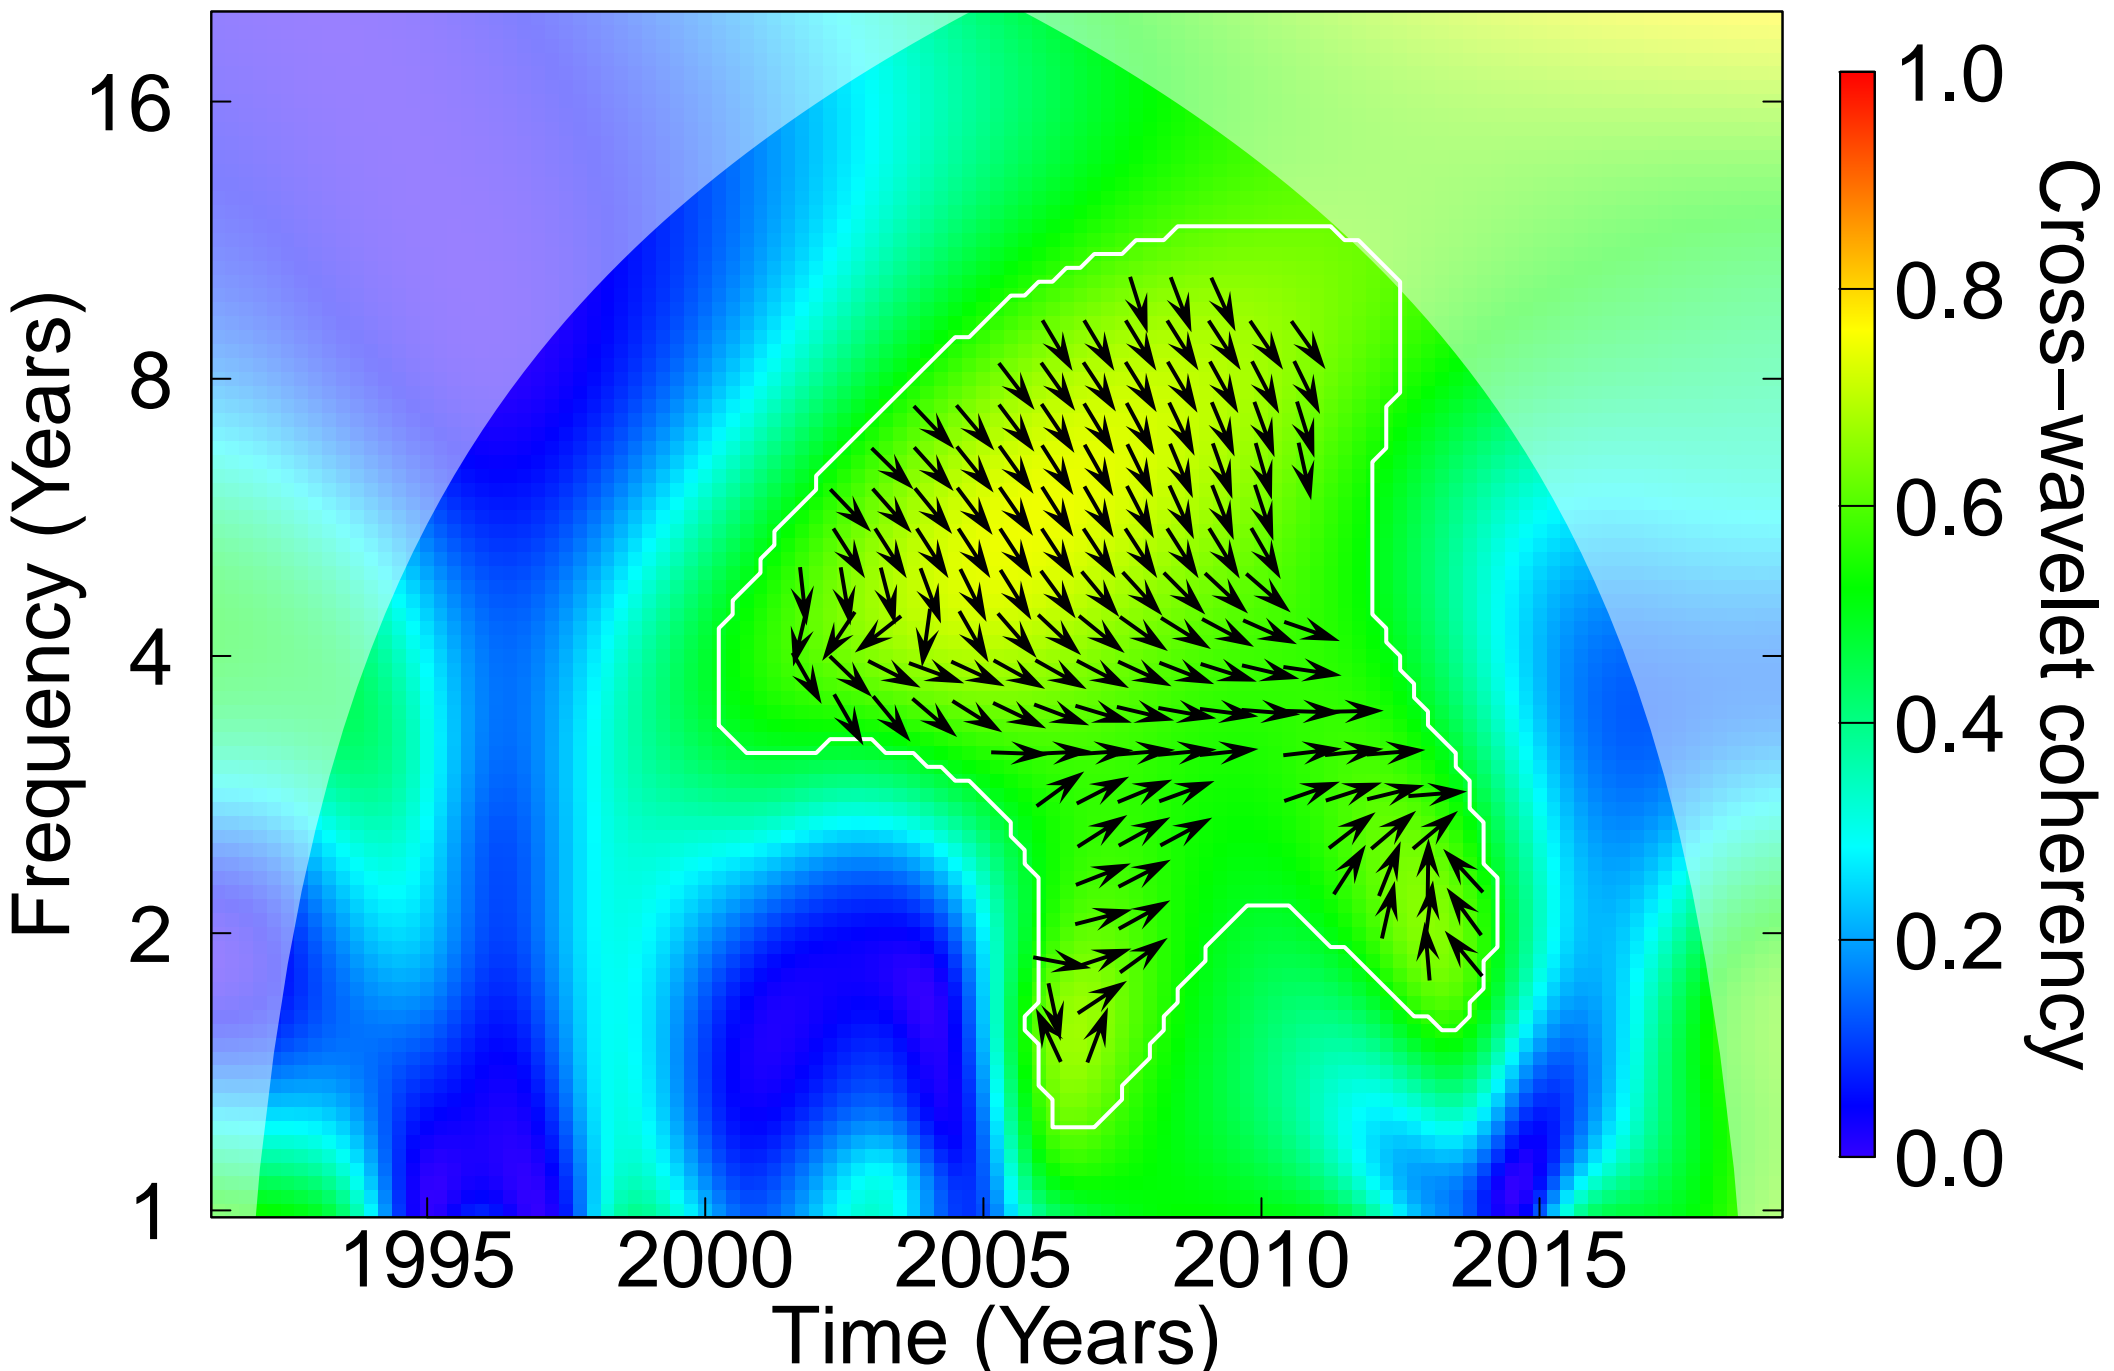 Frequency (Years)
16
8
4
2
1
1995 2000 2005 2010 2015
Time (Years)
1.0
0.8
0.6
0.4
0.2
0.0
Cross–wavelet coherency